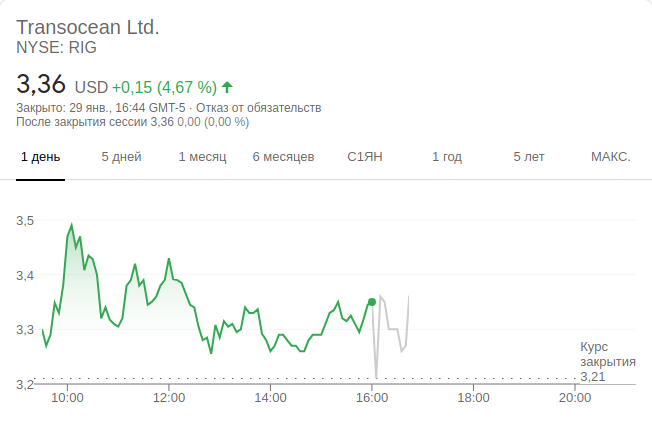 Transocean Ltd.
NYSE: RIG
3,36 USD +0,15 (4,67 %)
Закрыто: 29 янв., 16:44 GMT-5 · Отказ от обязательств
После закрытия сессии 3,36 0,00 (0,00 %)
1 день 5 дней 1 месяц 6 месяцев С1ЯН 1 год 5 лет МАКС.
3,5
3,4
3,3
Курс
закрытия
3,21
3,2
10:00 12:00 14:00 16:00 18:00 20:00